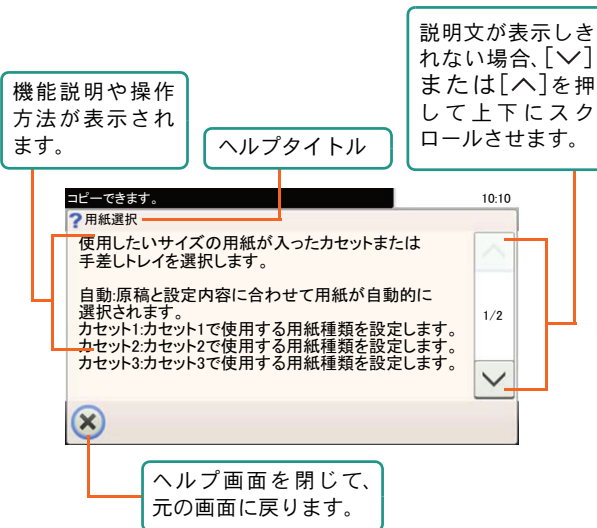 説明文が表示しき
れない場合、[∨]
または[∧]を押
して上下にスク
ロールさせます。
機能説明や操作
方法が表示され
ます。
ヘルプタイトル
コピーできます。
10:10
?用紙選択
使用したいサイズの用紙が入ったカセットまたは
手差しトレイを選択します。
自動:原稿と設定内容に合わせて用紙が自動的に
選択されます。
カセット1:カセット1で使用する用紙種類を設定します。
カセット2:カセット2で使用する用紙種類を設定します。
カセット3:カセット3で使用する用紙種類を設定します。
1/2
ヘルプ画面を閉じて、
元の画面に戻ります。